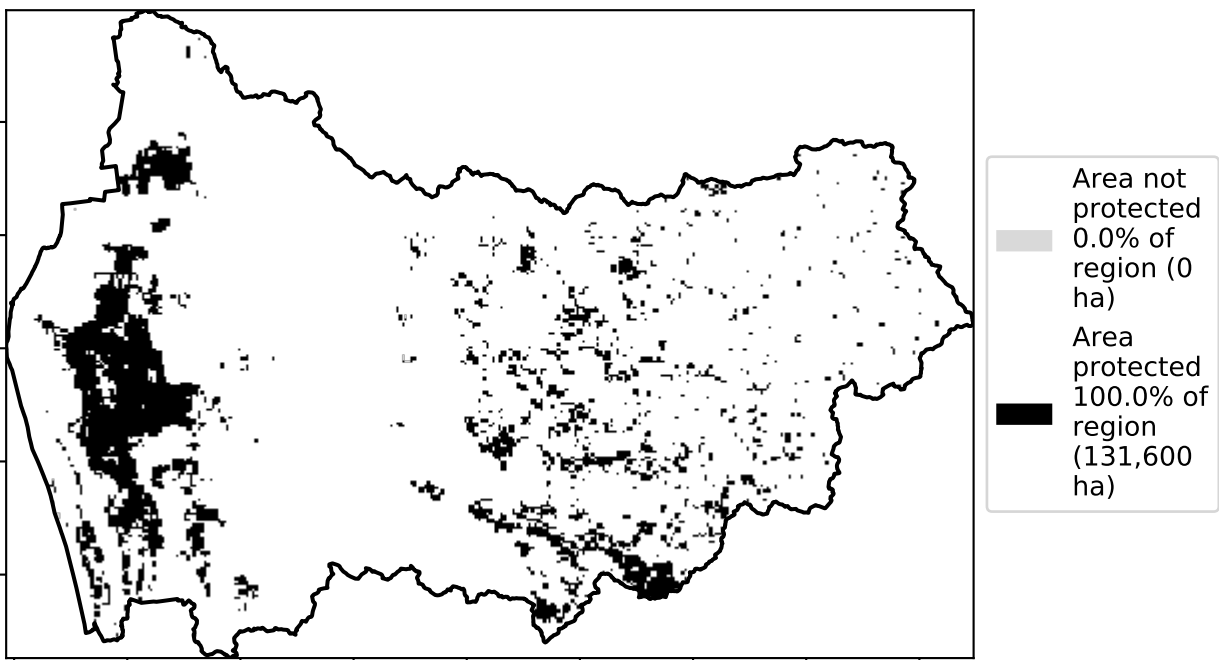 Area not
protected
0.0% of
region (0
ha)
Area
protected
100.0% of
region
(131,600
ha)